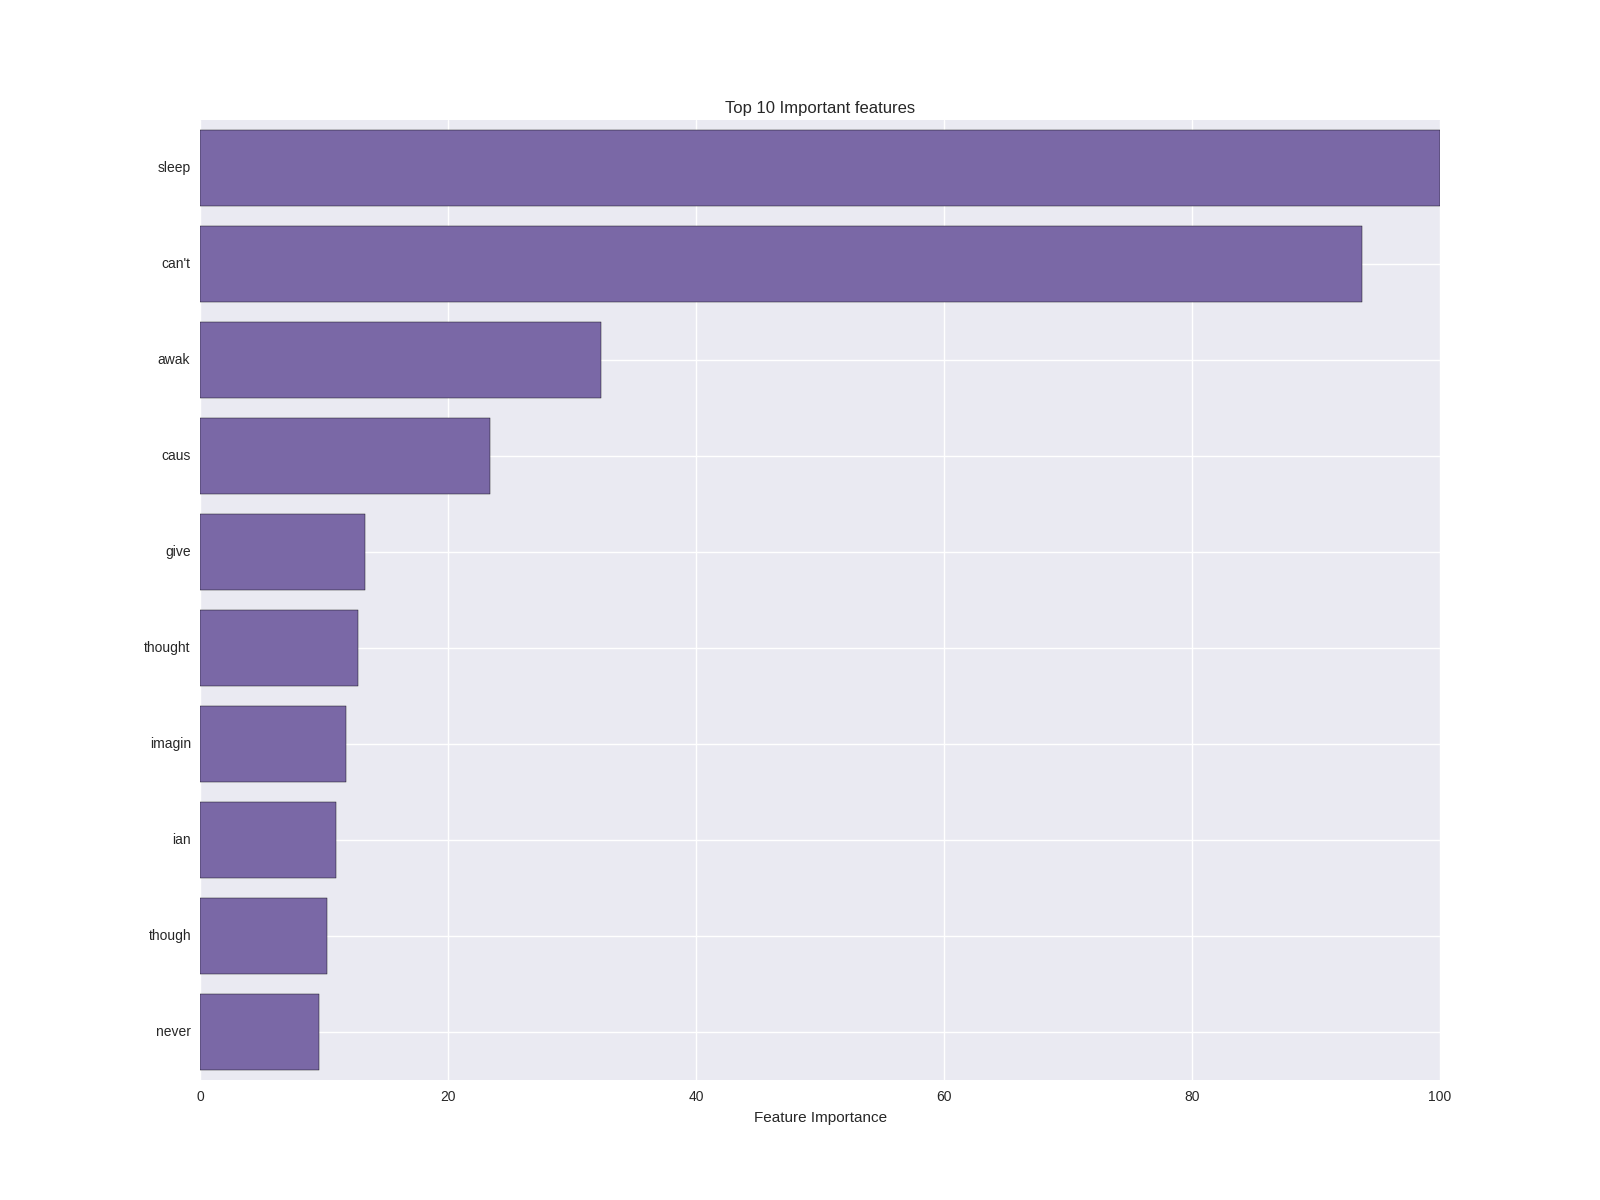 Top 10 Important features
sleep
can't
awak
caus
give
thought
imagin
ian
though
never
0 20 40 60 80 100
Feature Importance